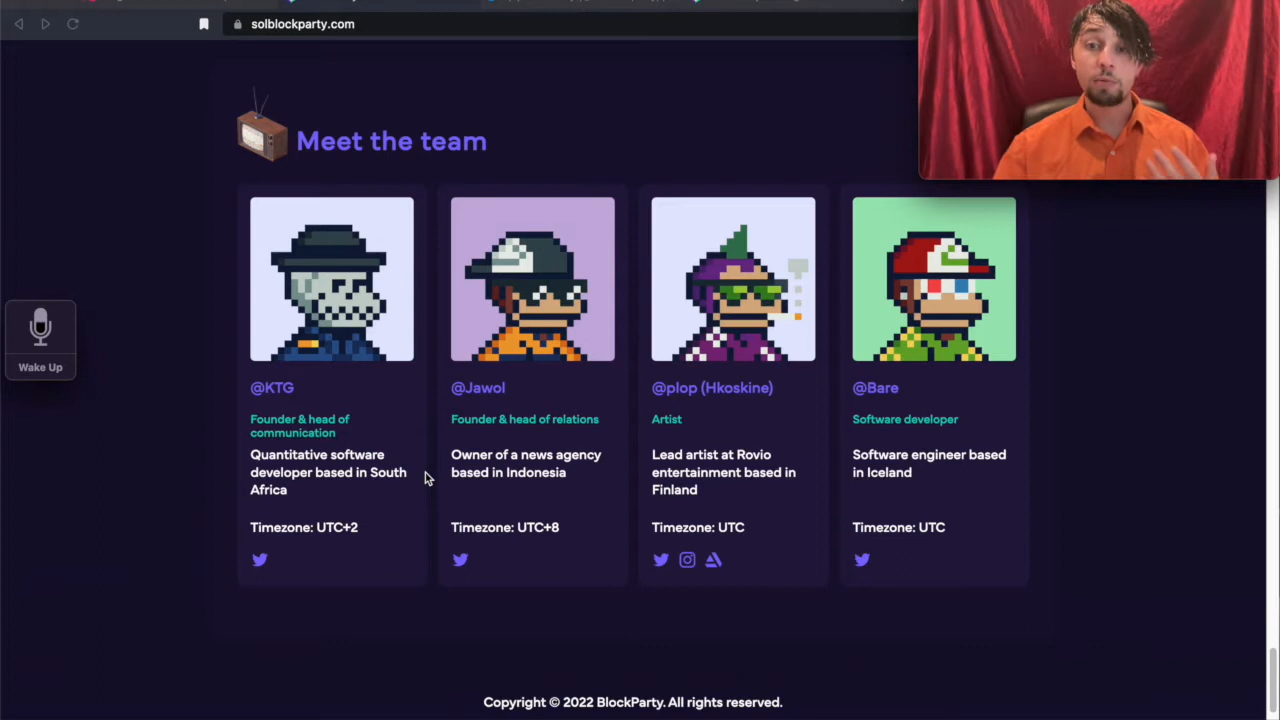 solblockparty.com
Meet the team
@KTG
Founder & head of
communication
Quantitative software
developer based in South
Africa
Timezone: UTC+2
@Jawol
Founder & head of relations
Owner of a news agency
based in Indonesia
Timezone: UTC+8
@plop (Hkoskine)
Artist
Lead artist at Rovio
entertainment based in
Finland
Timezone: UTC
@Bare
Software developer
Software engineer based
in Iceland
Timezone: UTC
Wake Up
Copyright © 2022 BlockParty. All rights reserved.